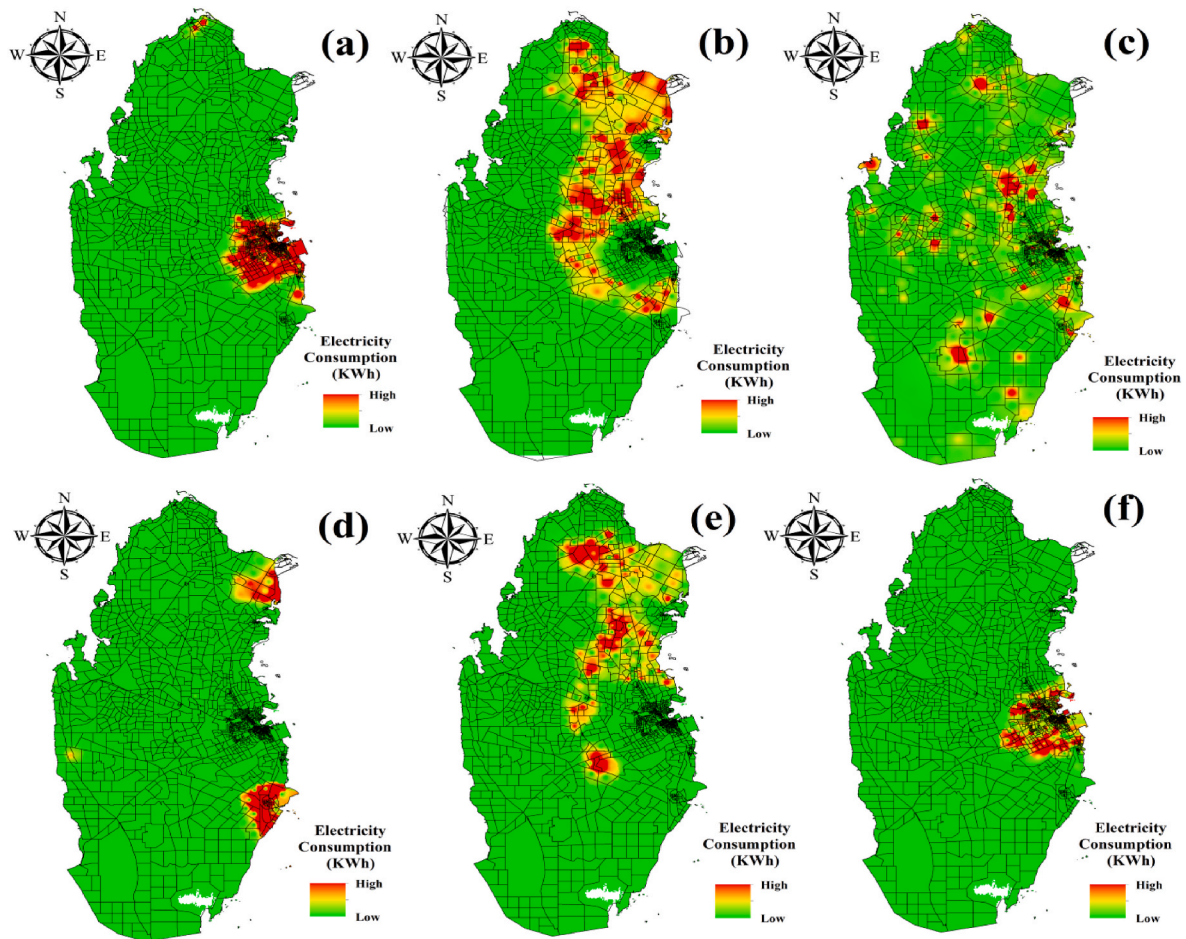 N
W E
S
(a)
Electricity
Consumption
(KWh)
High
Low
N
W E
S
(b)
Electricity
Consumption
(KWh)
High
Low
N
W E
S
(c)
Electricity
Consumption
(KWh)
High
Low
N
W E
S
(d)
Electricity
Consumption
(KWh)
High
Low
N
W E
S
(e)
Electricity
Consumption
(KWh)
High
Low
N
W E
S
(f)
Electricity
Consumption
(KWh)
High
Low